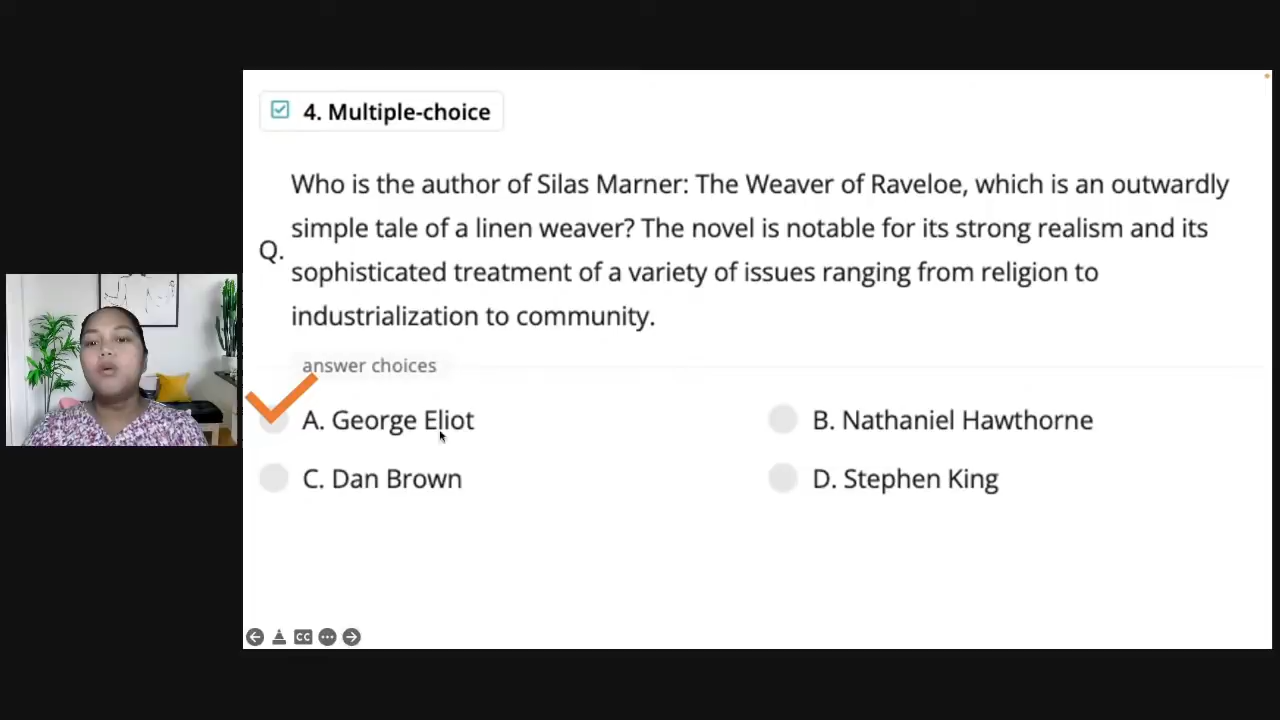 4. Multiple-choice
Who is the author of Silas Marner: The Weaver of Raveloe, which is an outwardly
simple tale of a linen weaver? The novel is notable for its strong realism and its
Q.
sophisticated treatment of a variety of issues ranging from religion to
industrialization to community.
answer choices
A. George Eliot
B. Nathaniel Hawthorne
C. Dan Brown
D. Stephen King
CC